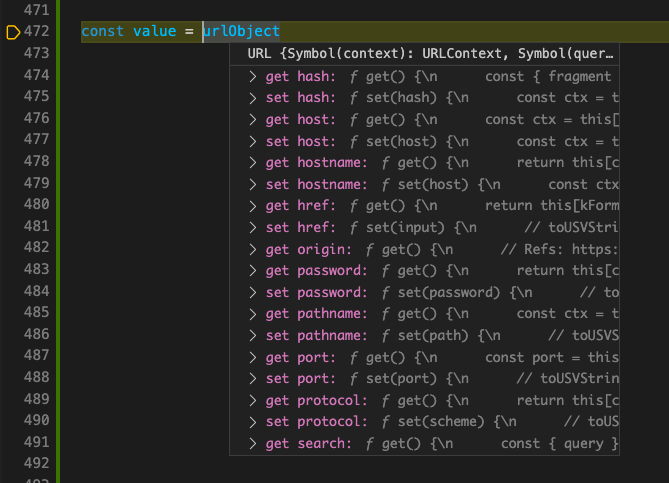 471
472 const value = urlObject
473 URL {Symbol(context): URLContext, Symbol(quer…
474 > get hash: ƒ get() {\n      const { fragment
475 > set hash: ƒ set(hash) {\n      const ctx = t
476 > get host: ƒ get() {\n      const ctx = this[
477 > set host: ƒ set(host) {\n      const ctx = t
478 > get hostname: ƒ get() {\n      return this[c
479 > set hostname: ƒ set(host) {\n      const ctx
480 > get href: ƒ get() {\n      return this[kForm
481 > set href: ƒ set(input) {\n      // toUSVStri
482 > get origin: ƒ get() {\n      // Refs: https:
483 > get password: ƒ get() {\n      return this[c
484 > set password: ƒ set(password) {\n      // to
485 > get pathname: ƒ get() {\n      const ctx = t
486 > set pathname: ƒ set(path) {\n      // toUSVS
487 > get port: ƒ get() {\n      const port = this
488 > set port: ƒ set(port) {\n      // toUSVStrin
489 > get protocol: ƒ get() {\n      return this[c
490 > set protocol: ƒ set(scheme) {\n      // toUS
491 > get search: ƒ get() {\n      const { query }
492